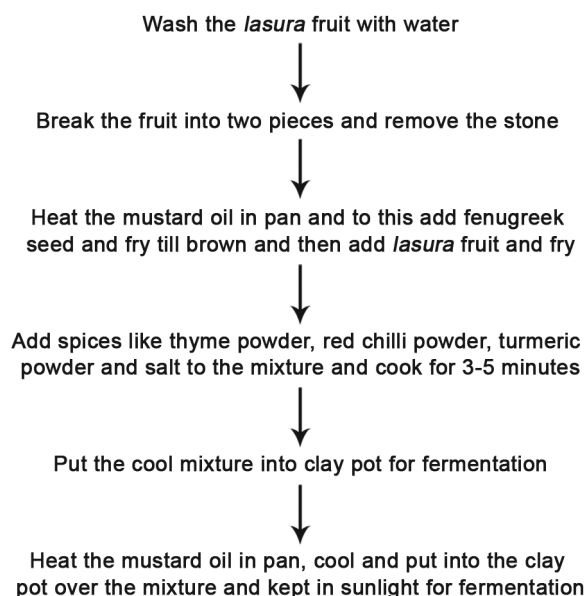 Wash the lasura fruit with water
Break the fruit into two pieces and remove the stone
Heat the mustard oil in pan and to this add fenugreek
seed and fry till brown and then add lasura fruit and fry
Add spices like thyme powder, red chilli powder, turmeric
powder and salt to the mixture and cook for 3-5 minutes
Put the cool mixture into clay pot for fermentation
Heat the mustard oil in pan, cool and put into the clay
pot over the mixture and kept in sunlight for fermentation